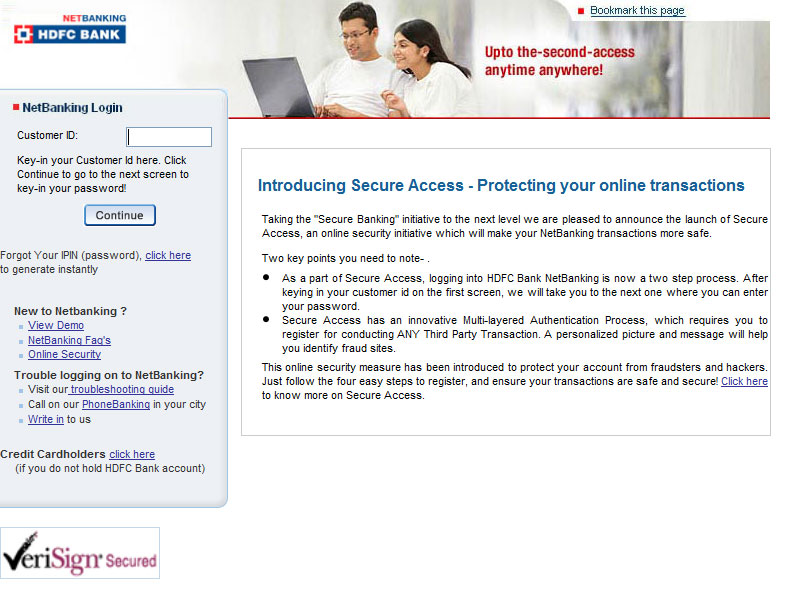 NETBANKING
HDFC BANK
Bookmark this page
Upto the-second-access
anytime anywhere!
NetBanking Login
Customer ID:
Key-in your Customer Id here. Click
Continue to go to the next screen to
key-in your password!
Continue
Forgot Your IPIN (password), click here
to generate instantly
New to Netbanking ?
View Demo
NetBanking Faq's
Online Security
Trouble logging on to NetBanking?
Visit our troubleshooting guide
Call on our PhoneBanking in your city
Write in to us
Credit Cardholders click here
(if you do not hold HDFC Bank account)
VeriSign Secured
Introducing Secure Access - Protecting your online transactions
Taking the "Secure Banking" initiative to the next level we are pleased to announce the launch of Secure
Access, an online security initiative which will make your NetBanking transactions more safe.
Two key points you need to note- .
As a part of Secure Access, logging into HDFC Bank NetBanking is now a two step process. After
keying in your customer id on the first screen, we will take you to the next one where you can enter
your password.
Secure Access has an innovative Multi-layered Authentication Process, which requires you to
register for conducting ANY Third Party Transaction. A personalized picture and message will help
you identify fraud sites.
This online security measure has been introduced to protect your account from fraudsters and hackers.
Just follow the four easy steps to register, and ensure your transactions are safe and secure! Click here
to know more on Secure Access.